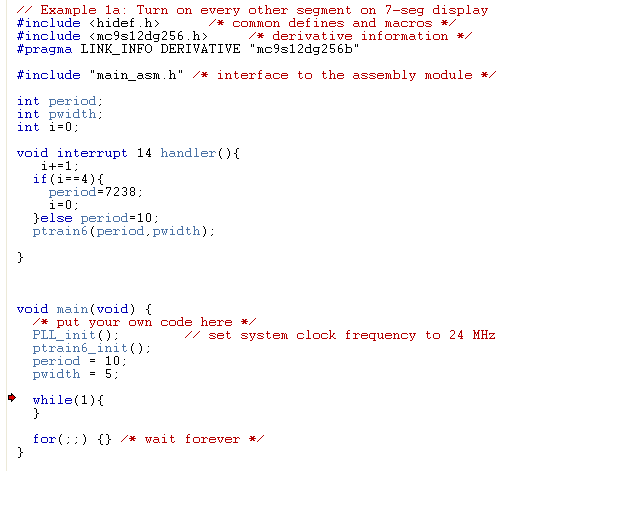 // Example 1a: Turn on every other segment on 7-seg display
#include <hidef.h>      /* common defines and macros */
#include <mc9s12dg256.h>     /* derivative information */
#pragma LINK_INFO DERIVATIVE "mc9s12dg256b"
#include "main_asm.h" /* interface to the assembly module */
int period;
int pwidth;
int i=0;
void interrupt 14 handler(){
   i+=1;
  if(i==4){
    period=7238;
    i=0;
  }else period=10;
  ptrain6(period,pwidth);
}
void main(void) {
  /* put your own code here */
  PLL_init();        // set system clock frequency to 24 MHz
  ptrain6_init();
  period = 10;
  pwidth = 5;
  while(1){
  }
  for(;;) {} /* wait forever */
}